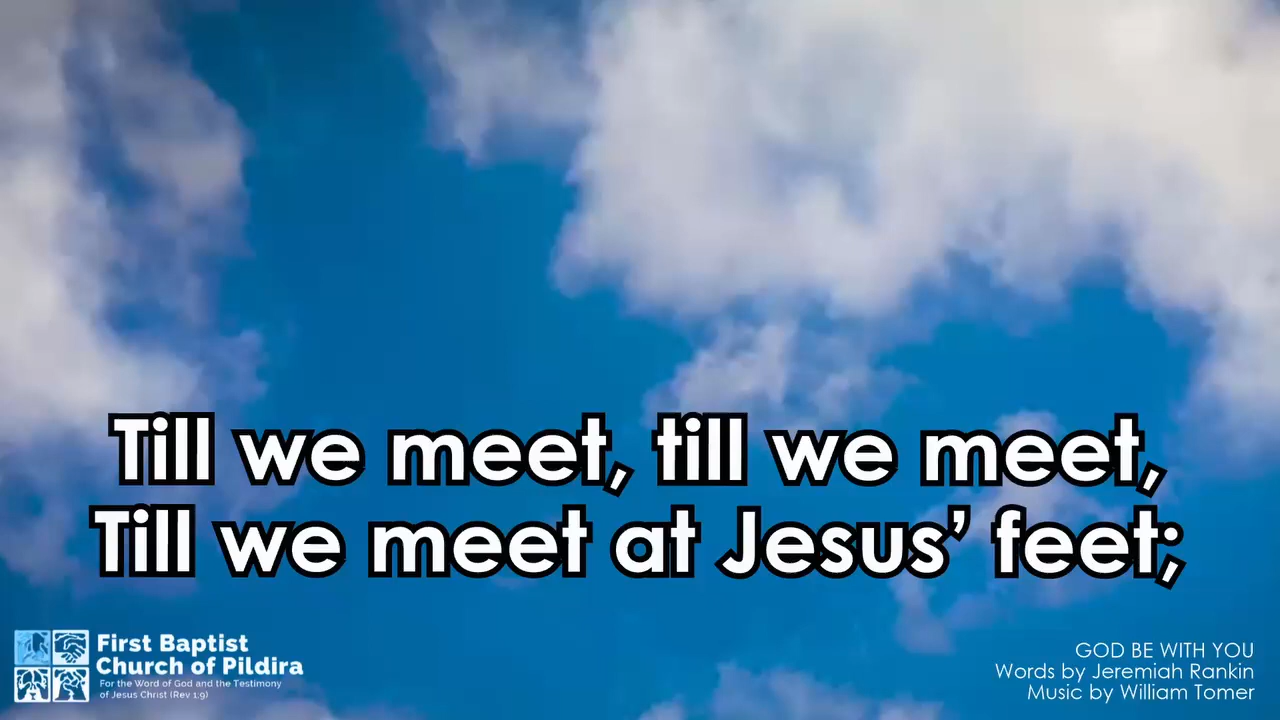 Till we meet, till we meet,
Till we meet at Jesus’ feet;
First Baptist
Church of Pildira
For the Word of God and the Testimony
of Jesus Christ (Rev 1:9)
GOD BE WITH YOU
Words by Jeremiah Rankin
Music by William Tomer